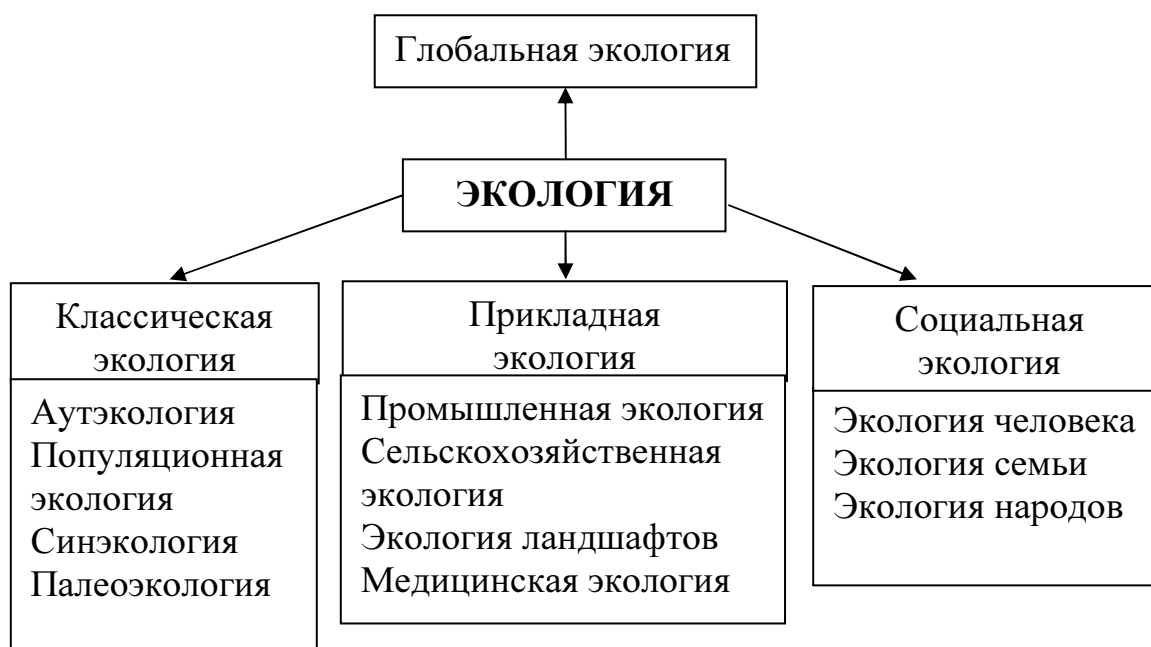 Глобальная экология
ЭКОЛОГИЯ
Классическая
экология
Аутэкология
Популяционная
экология
Синэкология
Палеоэкология
Прикладная
экология
Промышленная экология
Сельскохозяйственная
экология
Экология ландшафтов
Медицинская экология
Социальная
экология
Экология человека
Экология семьи
Экология народов